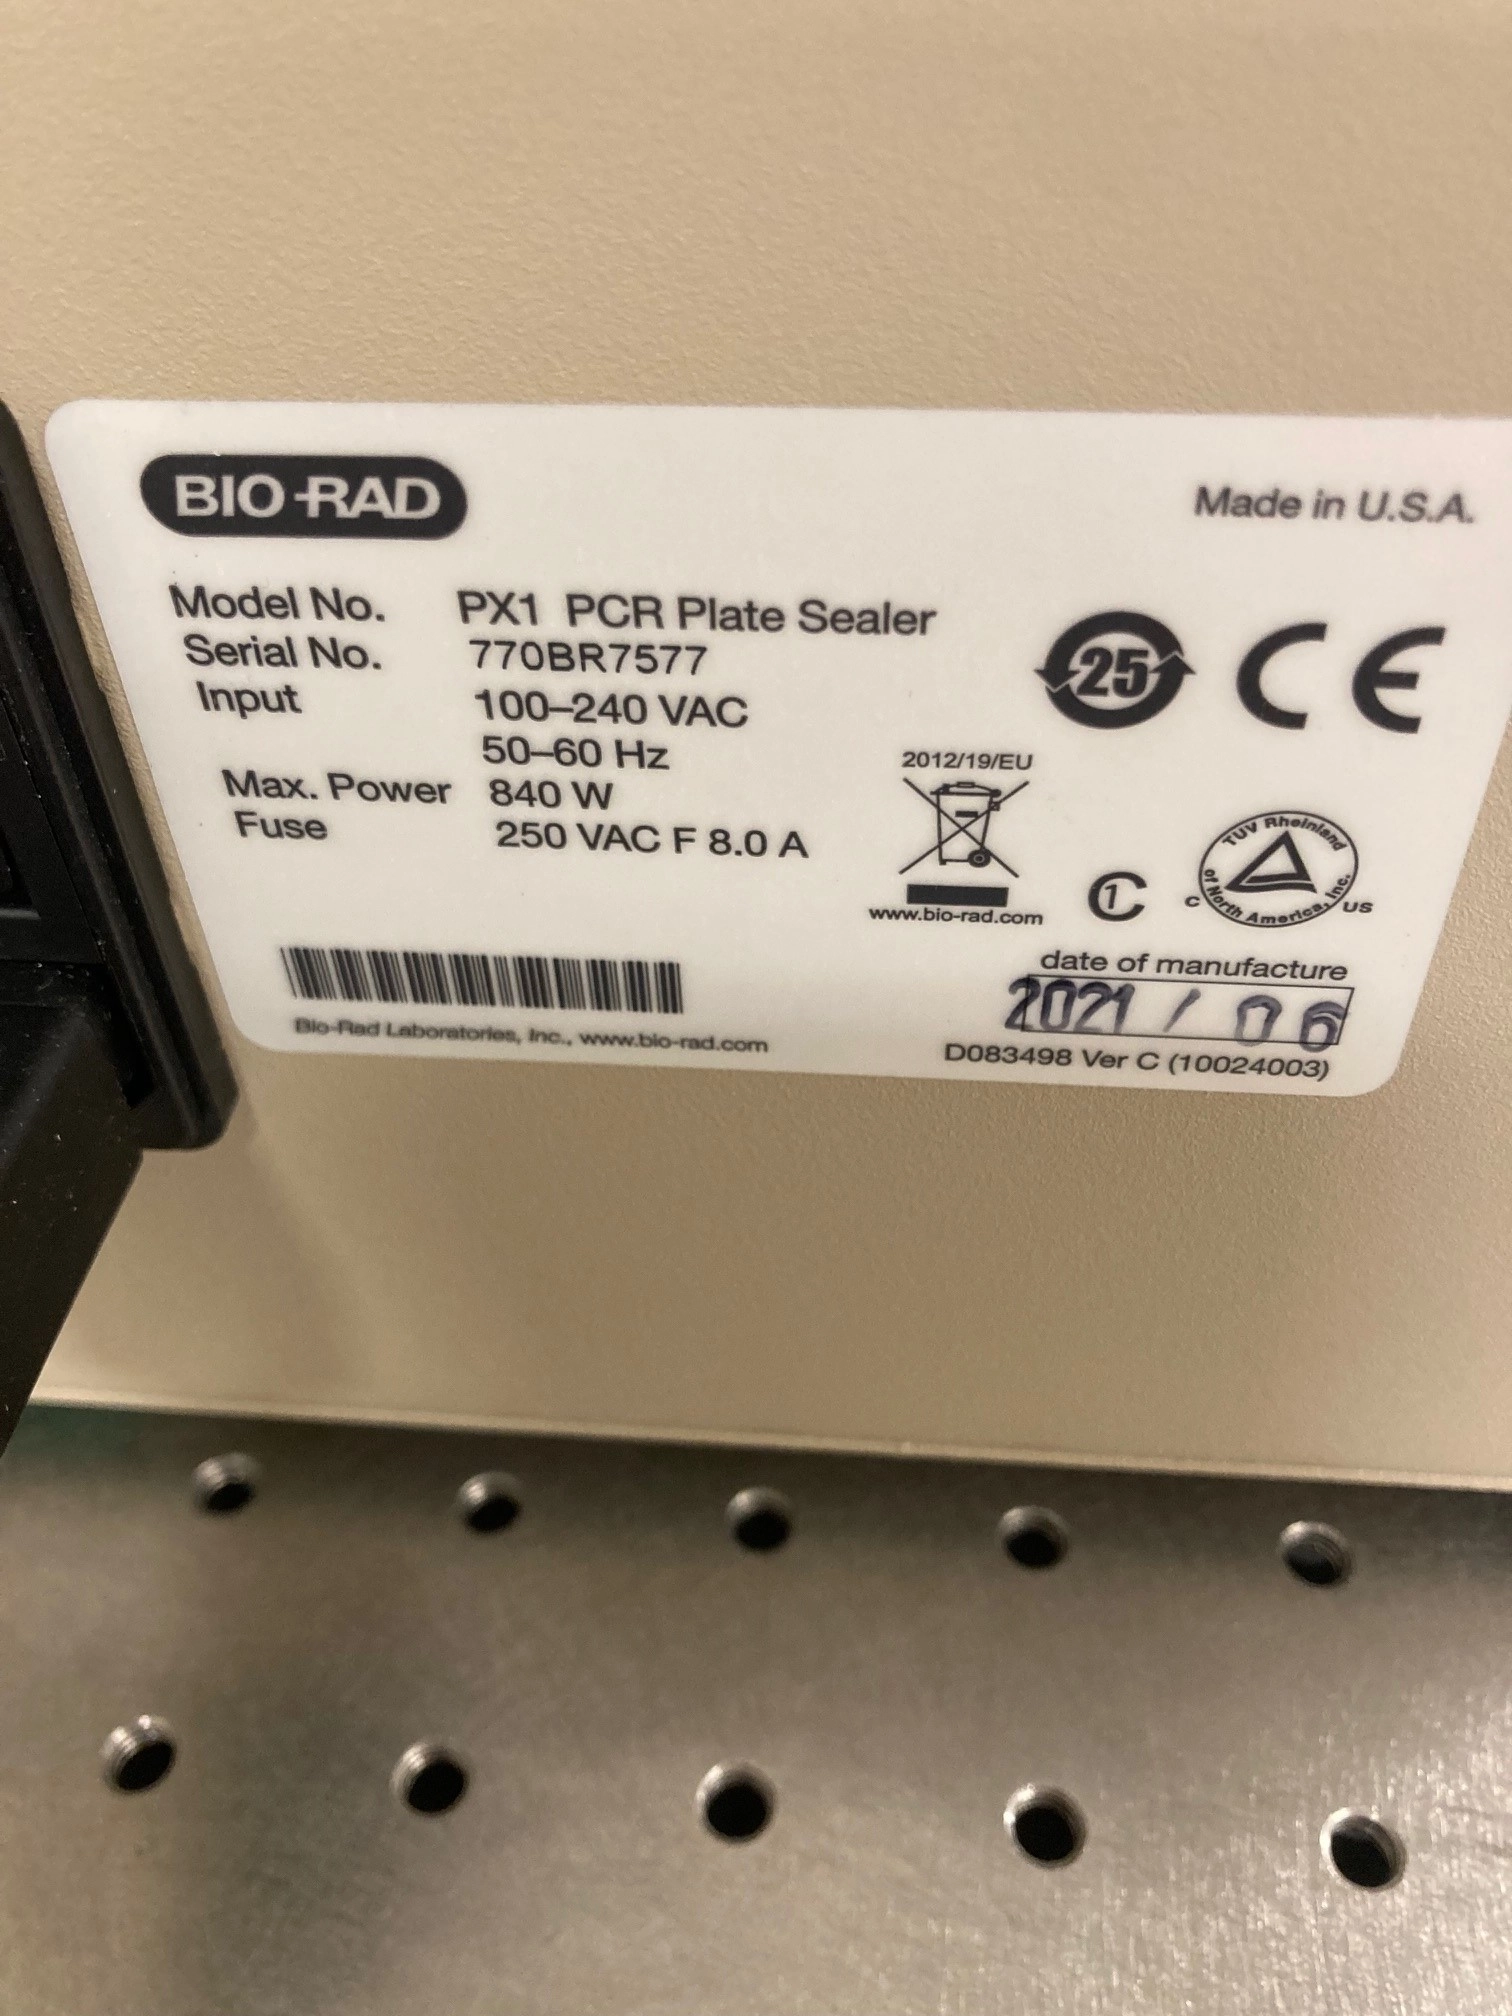 BIO-RAD
Made in U.S.A.
Model No. PX1 PCR Plate Sealer
Serial No. 770BR7577
Input 100–240 VAC
50–60 Hz
Max. Power 840 W
Fuse 250 VAC F 8.0 A
25
CE
2012/19/EU
www.bio-rad.com
C1
TÜV Rheinland
of North America, Inc.
C US
date of manufacture
2021 / 06
Bio-Rad Laboratories, Inc., www.bio-rad.com
D083498 Ver C (10024003)